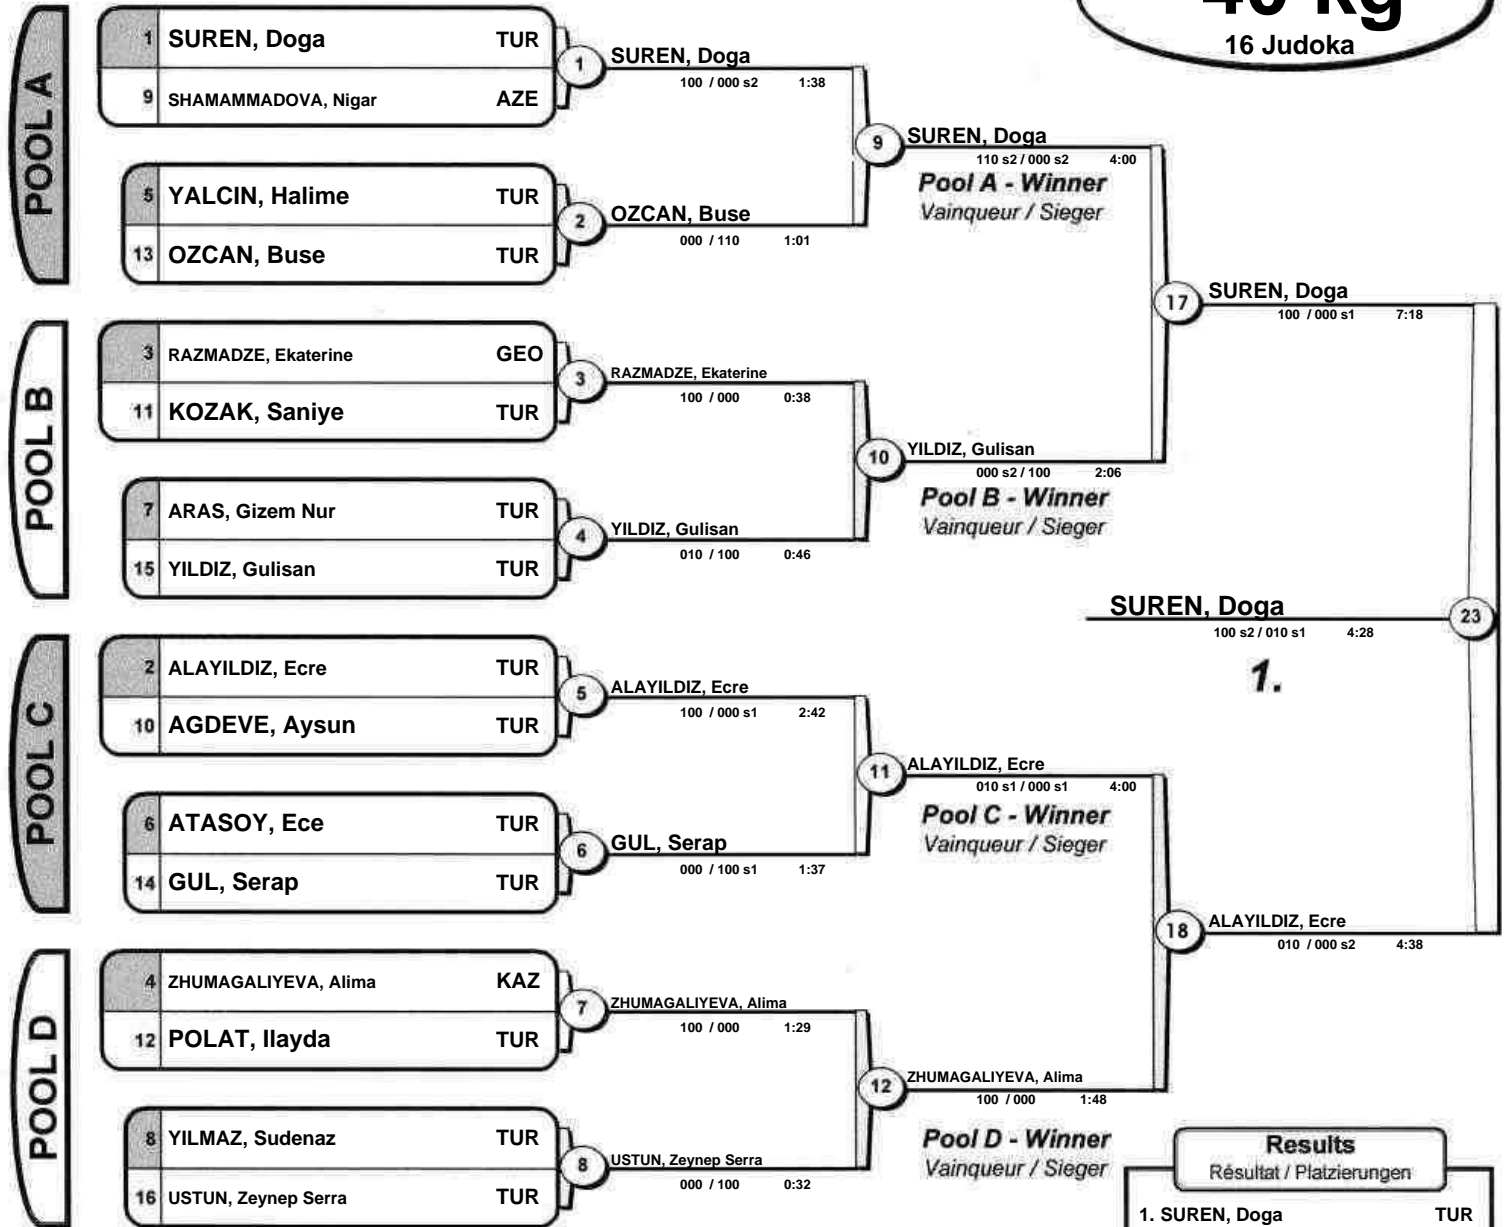 kg
16 Judoka
POOL A
1 SUREN, Doga TUR
9 SHAMAMMADOVA, Nigar AZE
1
SUREN, Doga
100 / 000 s2 1:38
5 YALCIN, Halime TUR
13 OZCAN, Buse TUR
2
OZCAN, Buse
000 / 110 1:01
9
SUREN, Doga
110 s2 / 000 s2 4:00
Pool A - Winner
Vainqueur / Sieger
POOL B
3 RAZMADZE, Ekaterine GEO
11 KOZAK, Saniye TUR
3
RAZMADZE, Ekaterine
100 / 000 0:38
7 ARAS, Gizem Nur TUR
15 YILDIZ, Gulisan TUR
4
YILDIZ, Gulisan
010 / 100 0:46
10
YILDIZ, Gulisan
000 s2 / 100 2:06
Pool B - Winner
Vainqueur / Sieger
17
SUREN, Doga
100 / 000 s1 7:18
SUREN, Doga
100 s2 / 010 s1 4:28
23
1.
POOL C
2 ALAYILDIZ, Ecre TUR
10 AGDEVE, Aysun TUR
5
ALAYILDIZ, Ecre
100 / 000 s1 2:42
6 ATASOY, Ece TUR
14 GUL, Serap TUR
6
GUL, Serap
000 / 100 s1 1:37
11
ALAYILDIZ, Ecre
010 s1 / 000 s1 4:00
Pool C - Winner
Vainqueur / Sieger
18
ALAYILDIZ, Ecre
010 / 000 s2 4:38
POOL D
4 ZHUMAGALIYEVA, Alima KAZ
12 POLAT, Ilayda TUR
7
ZHUMAGALIYEVA, Alima
100 / 000 1:29
8 YILMAZ, Sudenaz TUR
16 USTUN, Zeynep Serra TUR
8
USTUN, Zeynep Serra
000 / 100 0:32
12
ZHUMAGALIYEVA, Alima
100 / 000 1:48
Pool D - Winner
Vainqueur / Sieger
Results
Résultat / Platzierungen
1. SUREN, Doga TUR